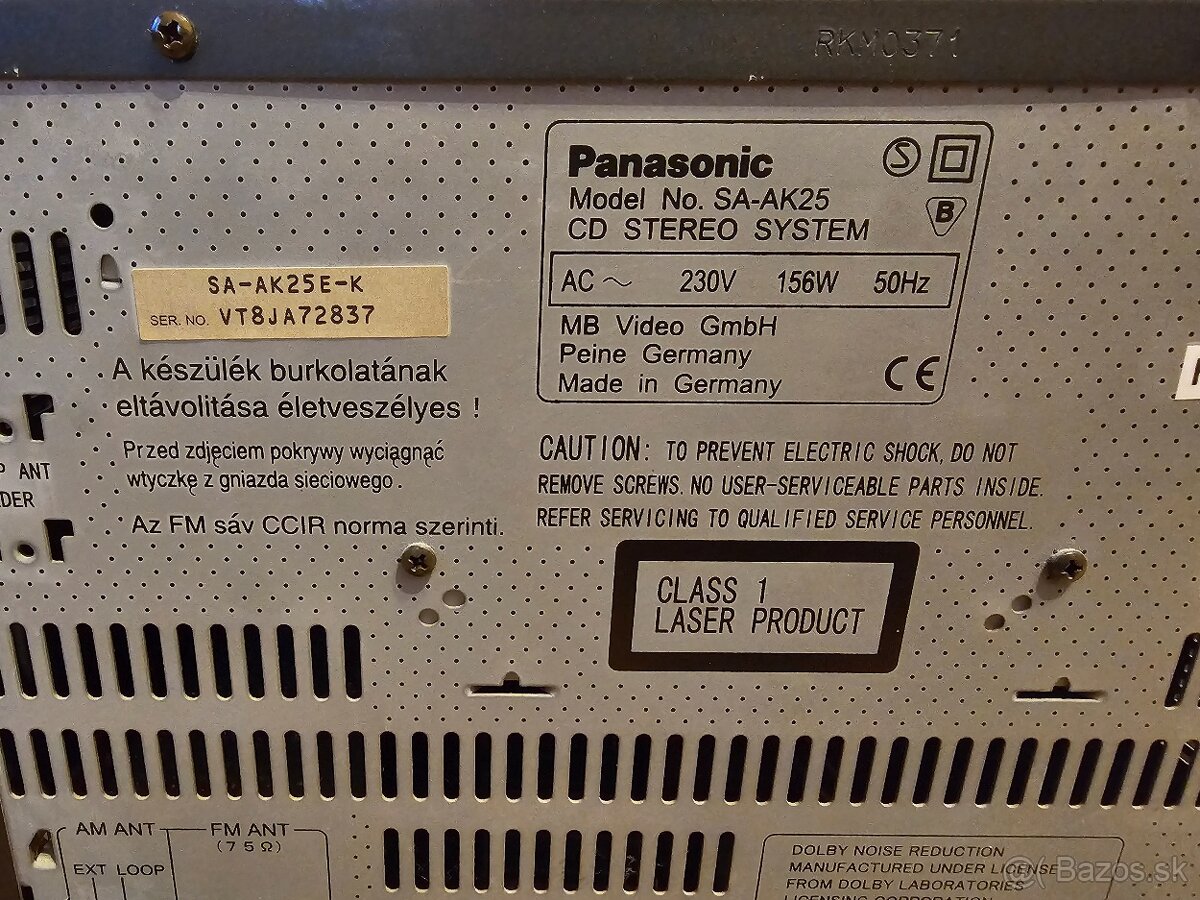 RKM0371
Panasonic
S
Model No. SA-AK25
B
CD STEREO SYSTEM
AC ~ 230V 156W 50Hz
MB Video GmbH
Peine Germany
Made in Germany
CE
SA-AK25E-K
SER. NO. VT8JA72837
A készülék burkolatának
eltávolitása életveszélyes !
Przed zdjęciem pokrywy wyciągnąć
wtyczkę z gniazda sieciowego.
Az FM sáv CCIR norma szerinti.
P ANT
DER
CAUTION: TO PREVENT ELECTRIC SHOCK, DO NOT
REMOVE SCREWS. NO USER-SERVICEABLE PARTS INSIDE.
REFER SERVICING TO QUALIFIED SERVICE PERSONNEL.
CLASS 1
LASER PRODUCT
AM ANT
FM ANT
(75Ω)
EXT LOOP
DOLBY NOISE REDUCTION
MANUFACTURED UNDER LICENSE
FROM DOLBY LABORATORIES
LICENSING CORPORATION
Bazos.sk